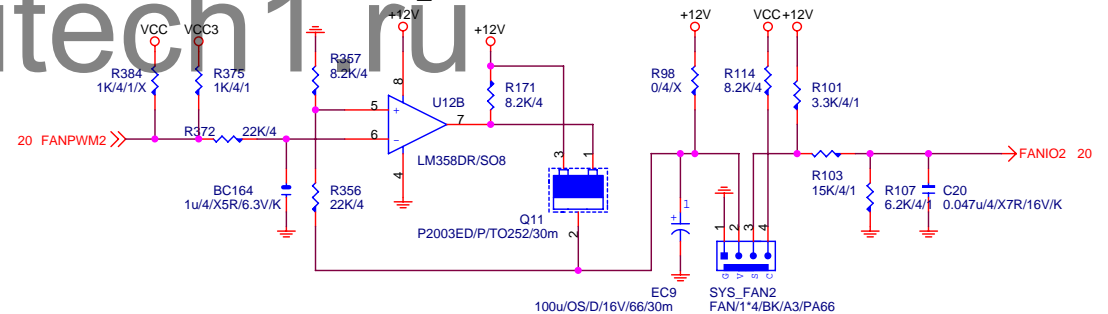 itech1.ru
+12V
VCC
VCC3
+12V
+12V
VCC
+12V
R384
1K/4/1/X
R375
1K/4/1
R357
8.2K/4
8
U12B
R171
8.2K/4
R98
0/4/X
R114
8.2K/4
R101
3.3K/4/1
5
+
7
6
-
20 FANPWM2
R372
22K/4
LM358DR/SO8
4
3
1
FANIO2 20
BC164
1u/4/X5R/6.3V/K
R356
22K/4
Q11
P2003ED/P/TO252/30m
2
+
1
1
2
3
4
R103
15K/4/1
R107
6.2K/4/1
C20
0.047u/4/X7R/16V/K
G
V
S
C
EC9
100u/OS/D/16V/66/30m
SYS_FAN2
FAN/1*4/BK/A3/PA66